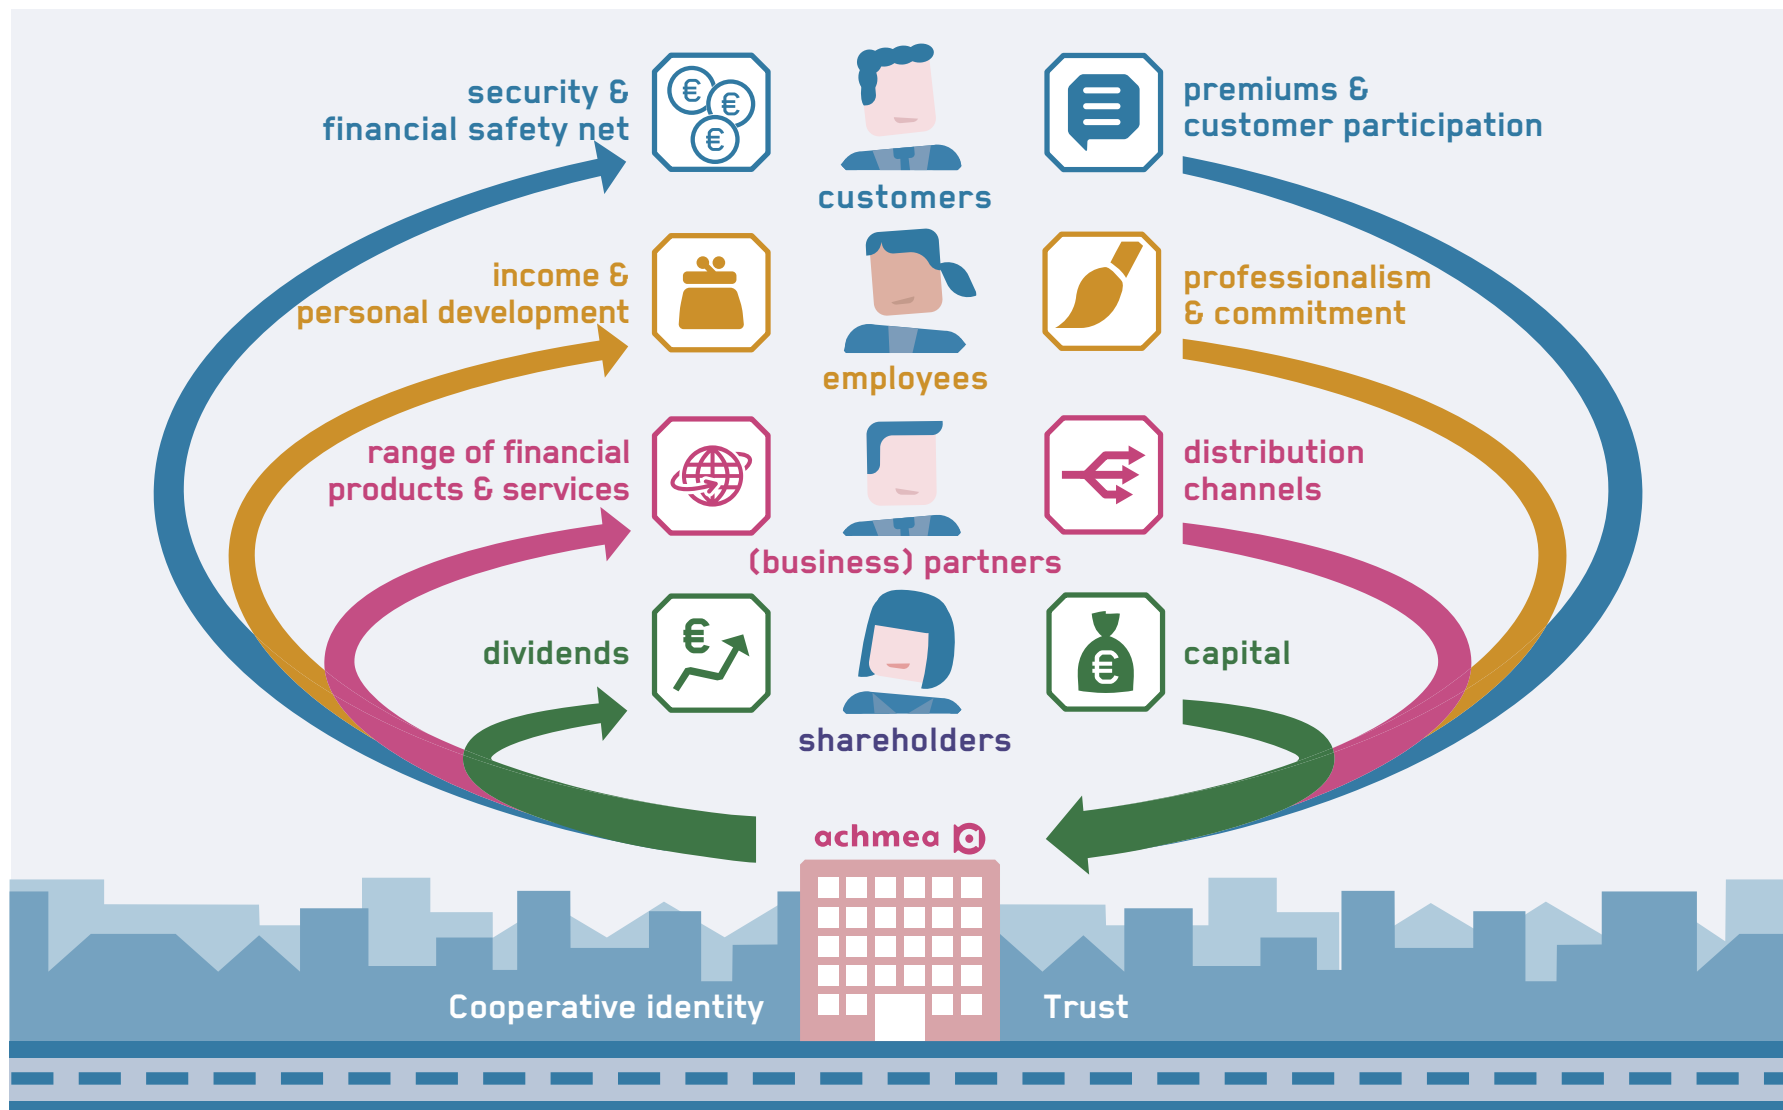 security &
financial safety net
customers
premiums &
customer participation
income &
personal development
employees
professionalism
& commitment
range of financial
products & services
(business) partners
distribution
channels
dividends
€
shareholders
capital
€
achmea
Cooperative identity
Trust
€
€
€